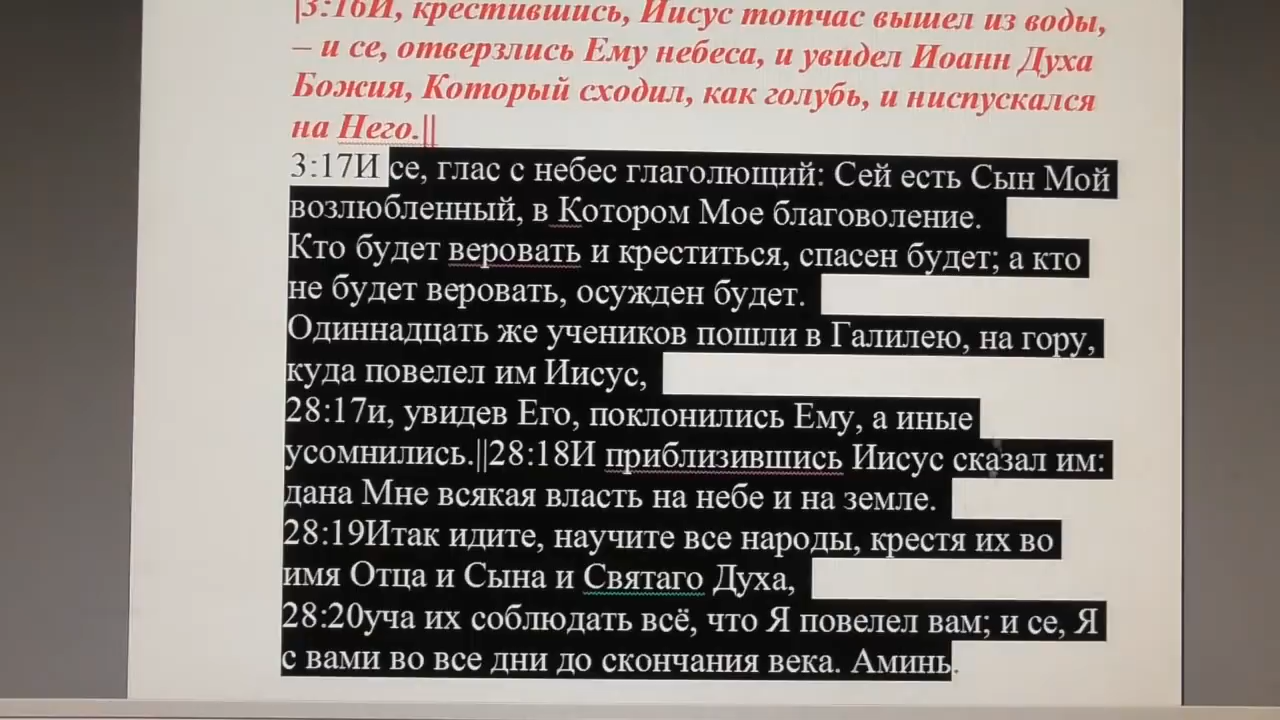 |3:16И, крестившись, Иисус тотчас вышел из воды,
– и се, отверзлись Ему небеса, и увидел Иоанн Духа
Божия, Который сходил, как голубь, и ниспускался
на Него.||
3:17И се, глас с небес глаголющий: Сей есть Сын Мой
возлюбленный, в Котором Мое благоволение.
Кто будет веровать и креститься, спасен будет; а кто
не будет веровать, осужден будет.
Одиннадцать же учеников пошли в Галилею, на гору,
куда повелел им Иисус,
28:17и, увидев Его, поклонились Ему, а иные
усомнились.||28:18И приблизившись Иисус сказал им:
дана Мне всякая власть на небе и на земле.
28:19Итак идите, научите все народы, крестя их во
имя Отца и Сына и Святаго Духа,
28:20уча их соблюдать всё, что Я повелел вам; и се, Я
с вами во все дни до скончания века. Аминь.